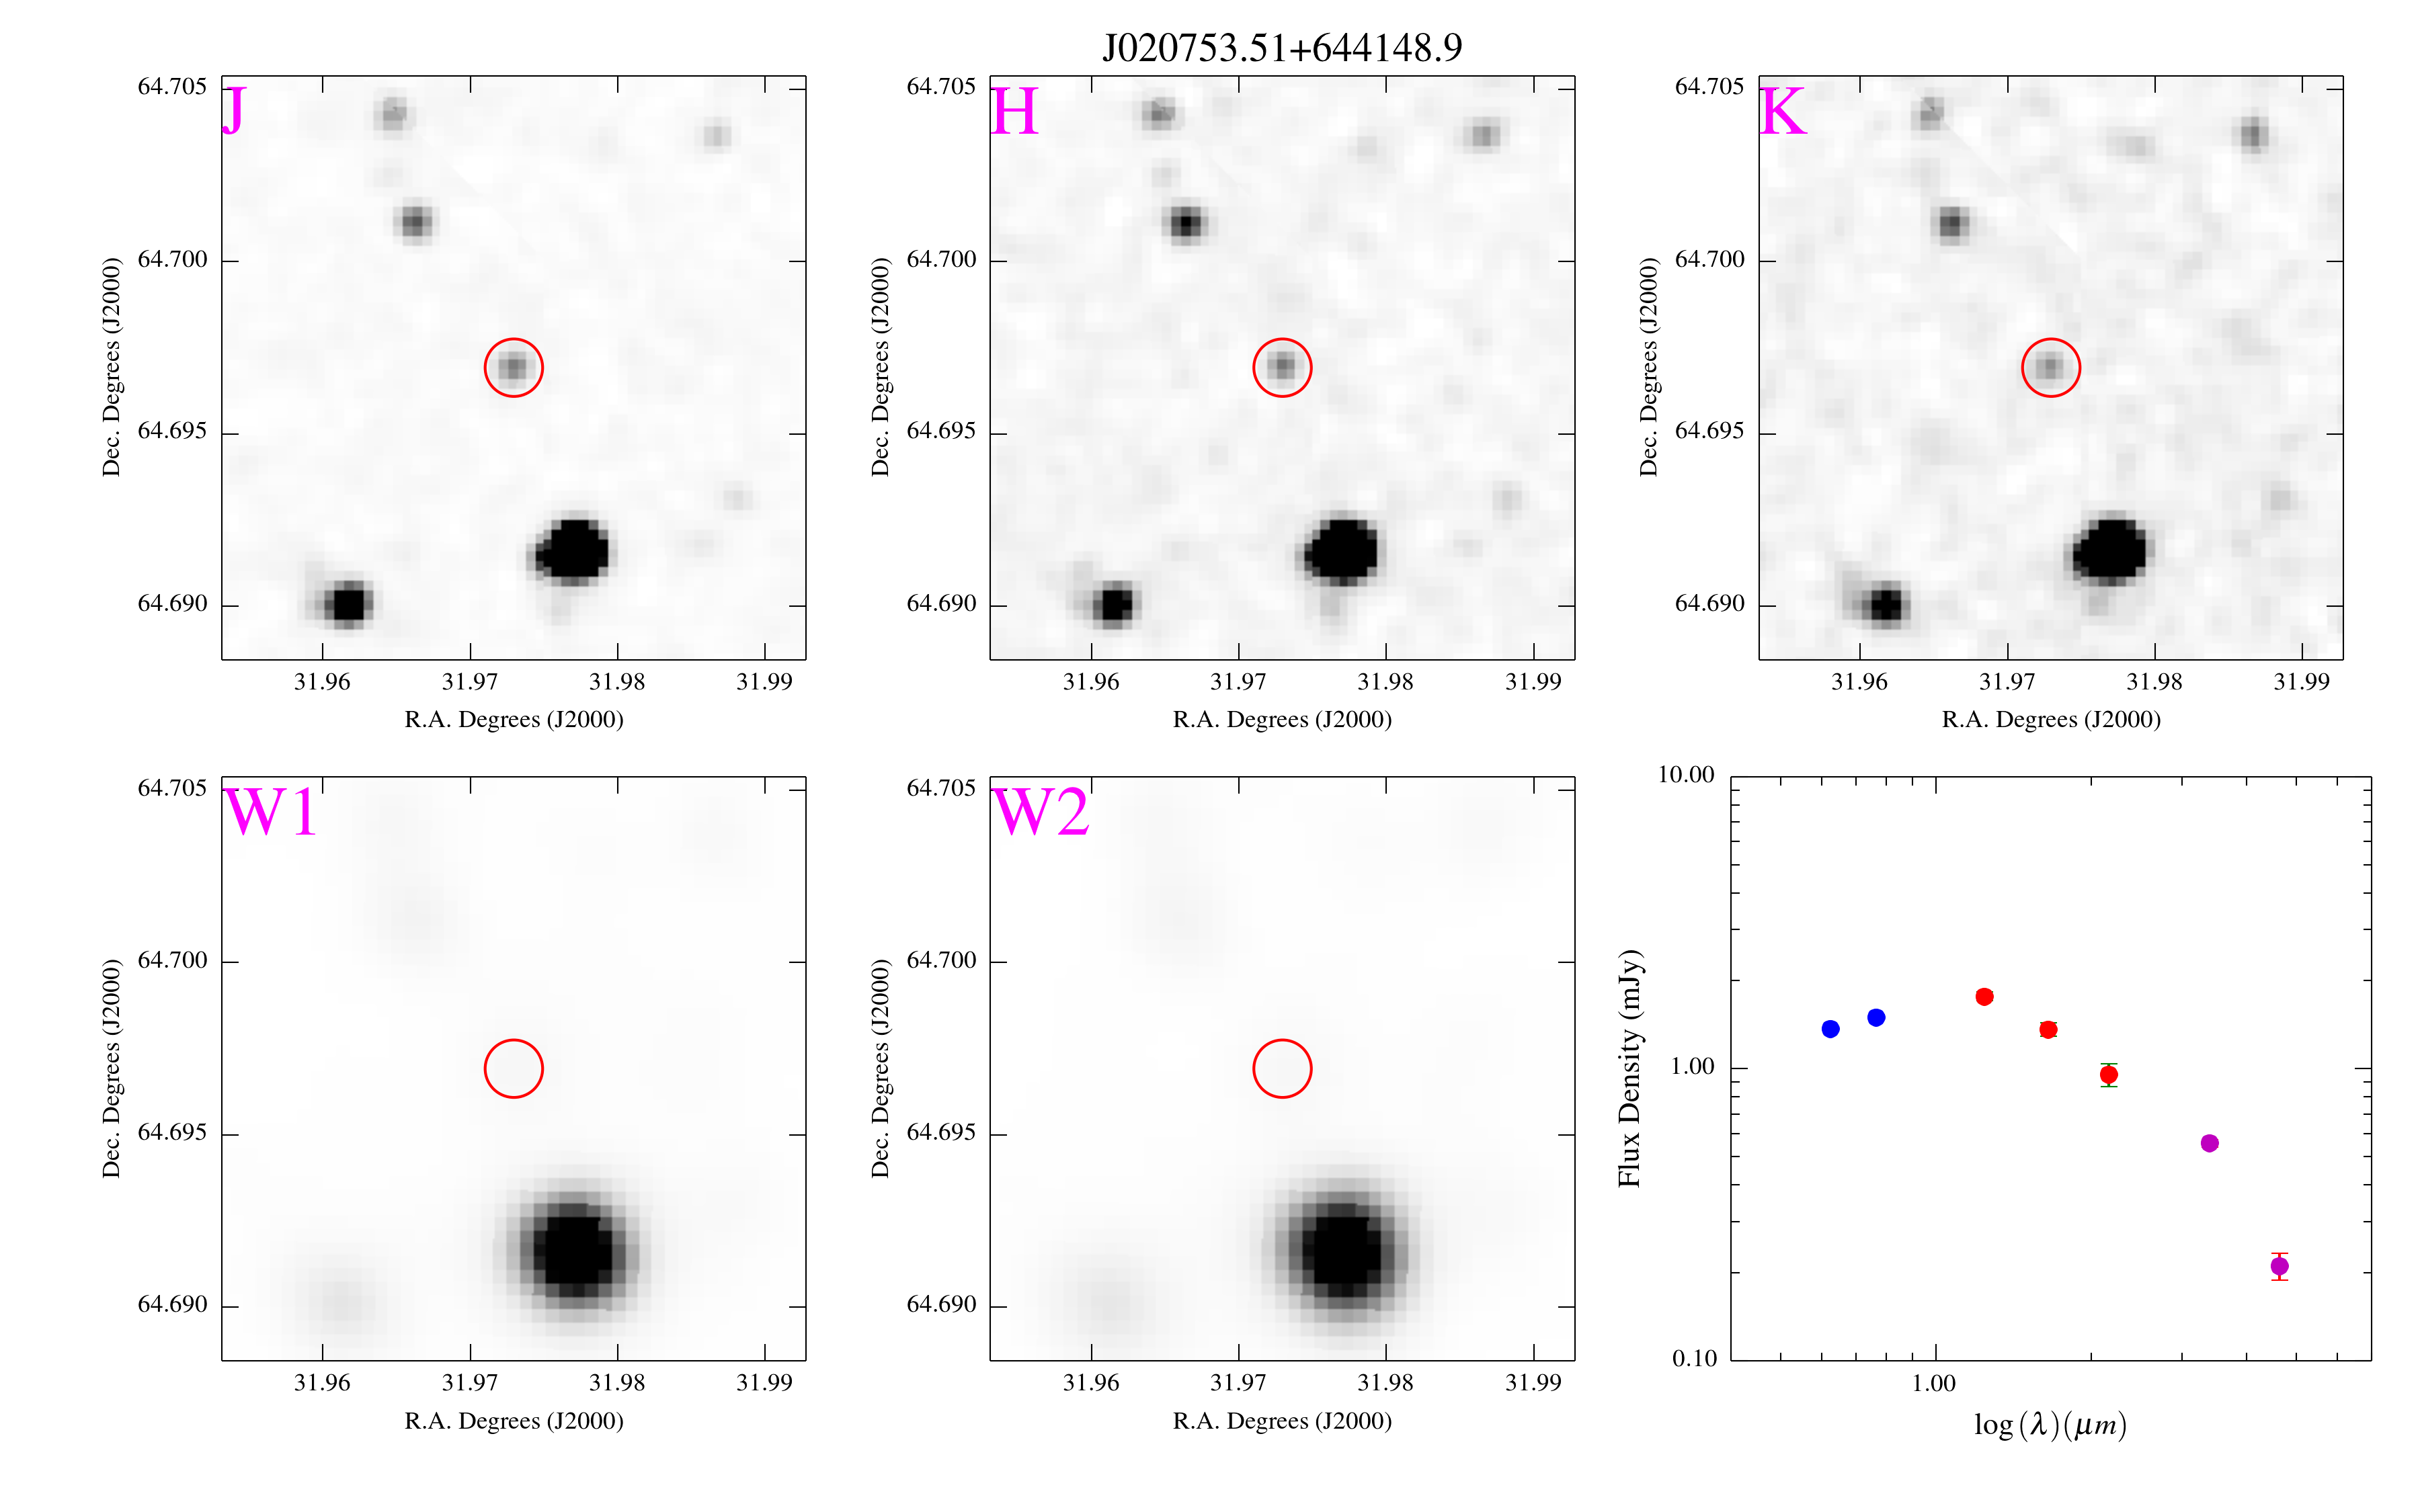 J020753.51+644148.9
J
64.705
64.700
64.695
64.690
Dec. Degrees (J2000)
31.96 31.97 31.98 31.99
R.A. Degrees (J2000)
H
64.705
64.700
64.695
64.690
Dec. Degrees (J2000)
31.96 31.97 31.98 31.99
R.A. Degrees (J2000)
K
64.705
64.700
64.695
64.690
Dec. Degrees (J2000)
31.96 31.97 31.98 31.99
R.A. Degrees (J2000)
W1
64.705
64.700
64.695
64.690
Dec. Degrees (J2000)
31.96 31.97 31.98 31.99
R.A. Degrees (J2000)
W2
64.705
64.700
64.695
64.690
Dec. Degrees (J2000)
31.96 31.97 31.98 31.99
R.A. Degrees (J2000)
10.00
1.00
0.10
Flux Density (mJy)
1.00
log(λ)(μm)